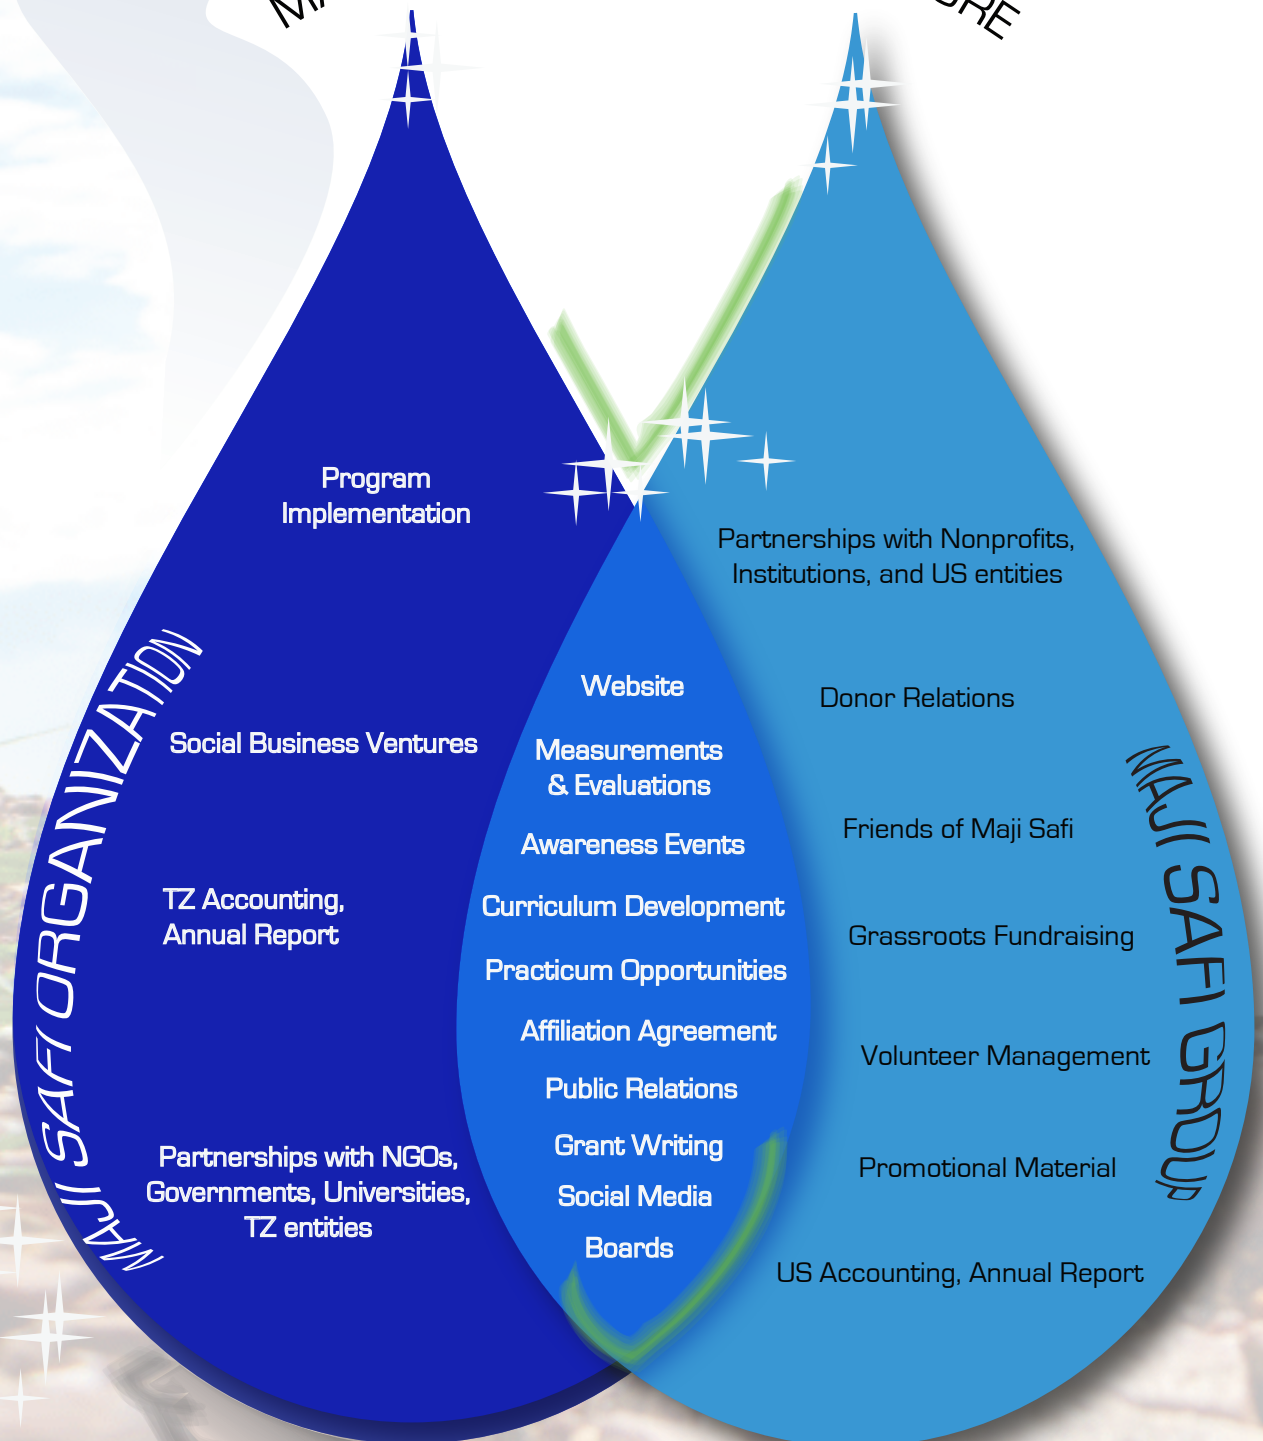 Program
Implementation
Social Business Ventures
TZ Accounting,
Annual Report
Partnerships with NGOs,
Governments, Universities,
TZ entities
MAJI SAFI ORGANIZATION
Website
Measurements
& Evaluations
Awareness Events
Curriculum Development
Practicum Opportunities
Affiliation Agreement
Public Relations
Grant Writing
Social Media
Boards
Partnerships with Nonprofits,
Institutions, and US entities
Donor Relations
Friends of Maji Safi
Grassroots Fundraising
Volunteer Management
Promotional Material
US Accounting, Annual Report
MAJI SAFI GROUP